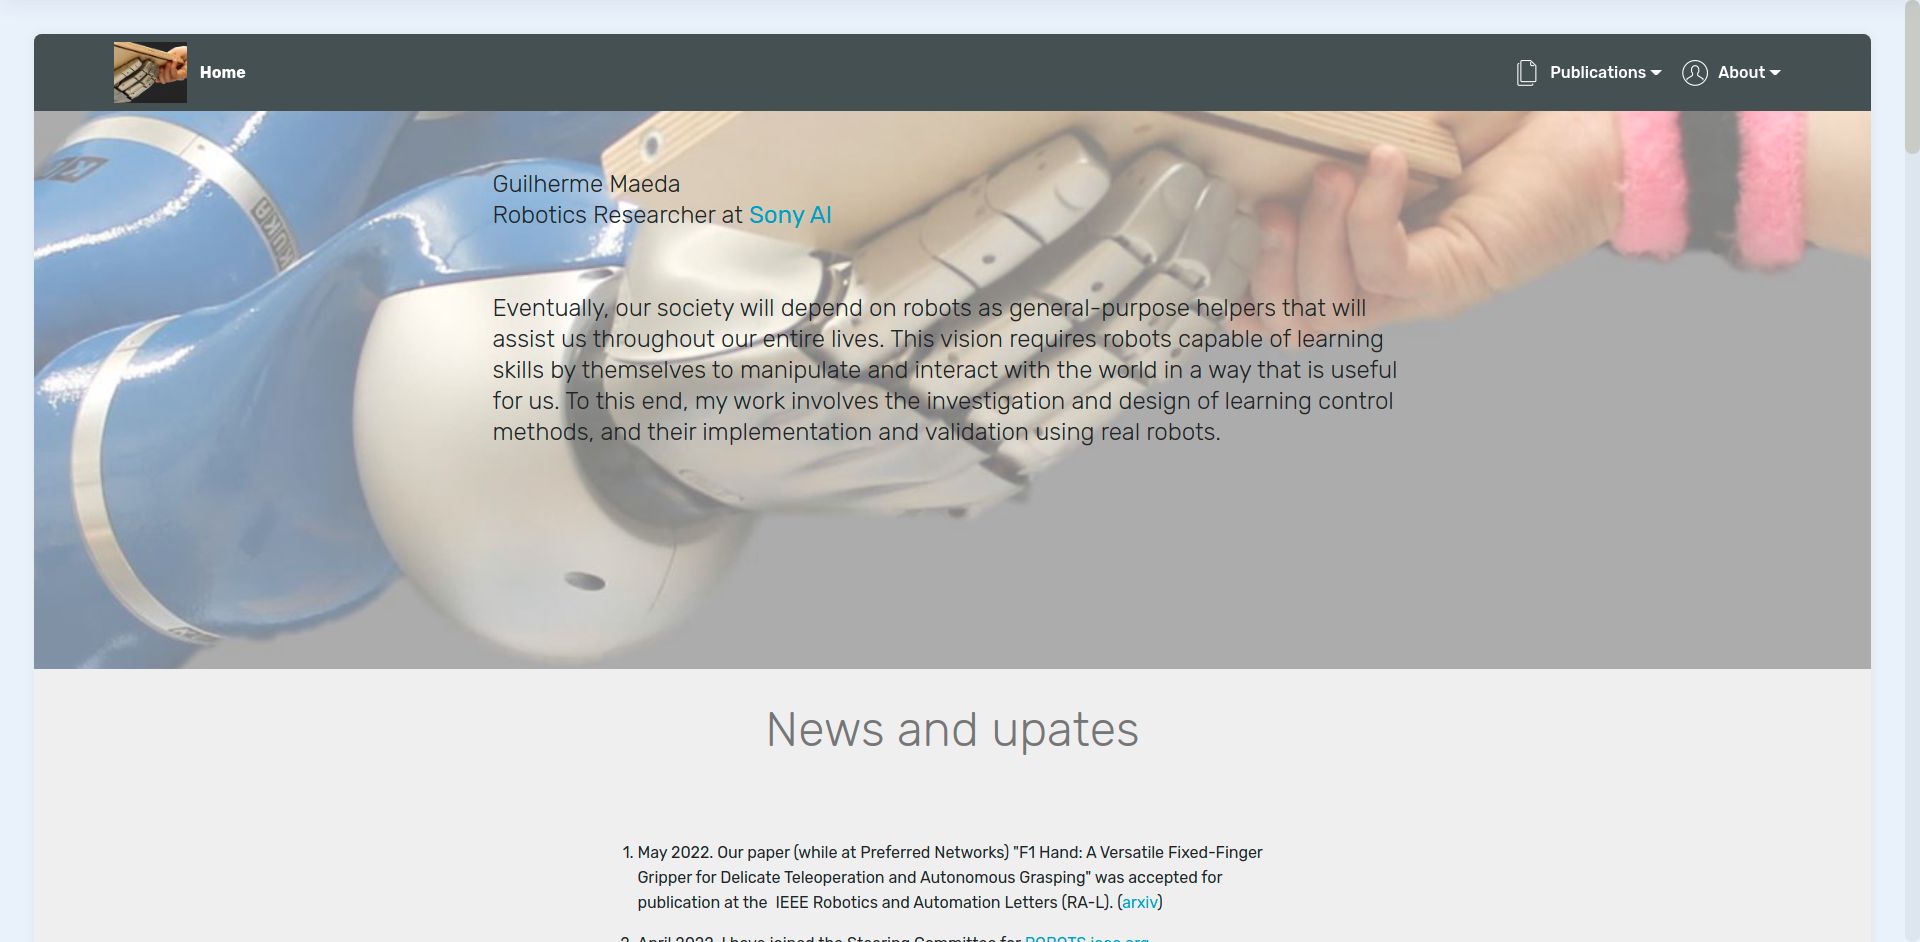 Home
Publications
About
Guilherme Maeda
Robotics Researcher at Sony AI
Eventually, our society will depend on robots as general-purpose helpers that will
assist us throughout our entire lives. This vision requires robots capable of learning
skills by themselves to manipulate and interact with the world in a way that is useful
for us. To this end, my work involves the investigation and design of learning control
methods, and their implementation and validation using real robots.
KUKA
News and upates
1. May 2022. Our paper (while at Preferred Networks) "F1 Hand: A Versatile Fixed-Finger
Gripper for Delicate Teleoperation and Autonomous Grasping" was accepted for
publication at the IEEE Robotics and Automation Letters (RA-L). (arxiv)
2. April 2022. I have joined the Steering Committee for ROBOTS.ieee.org